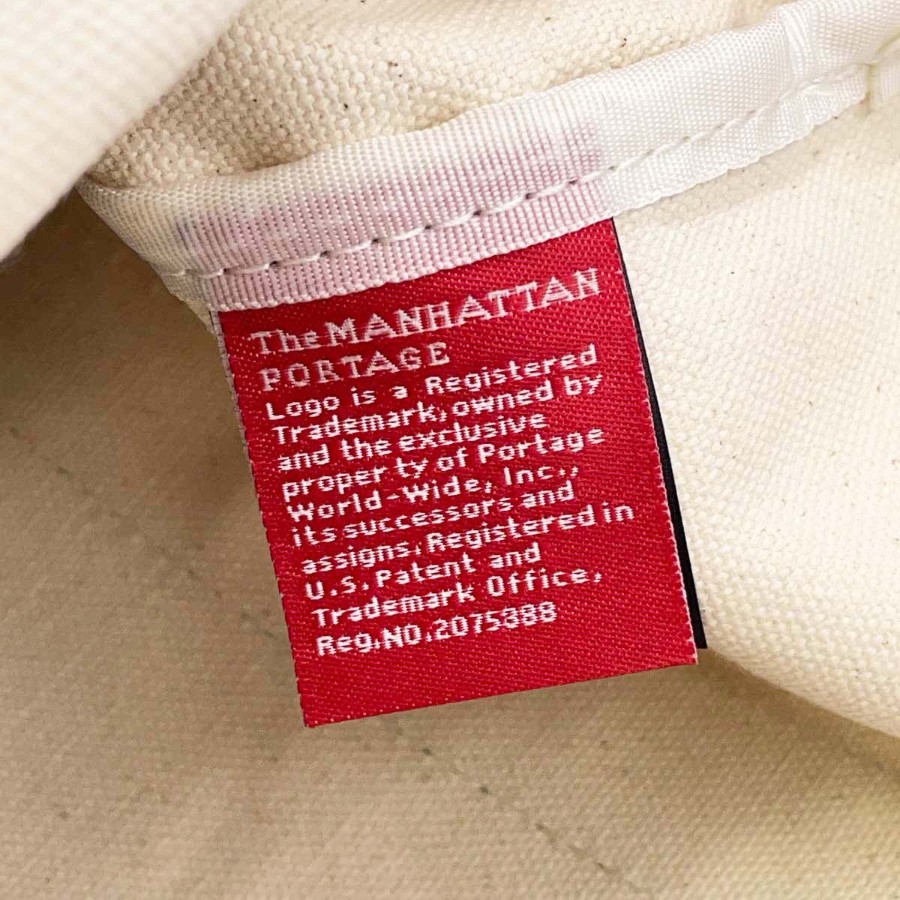 The MANHATTAN
PORTAGE
Logo is a Registered
Trademark, owned by
and the exclusive
property of Portage
World-Wide, Inc.,
its successors and
assigns, Registered in
U.S. Patent and
Trademark Office,
Reg.NO.2075888